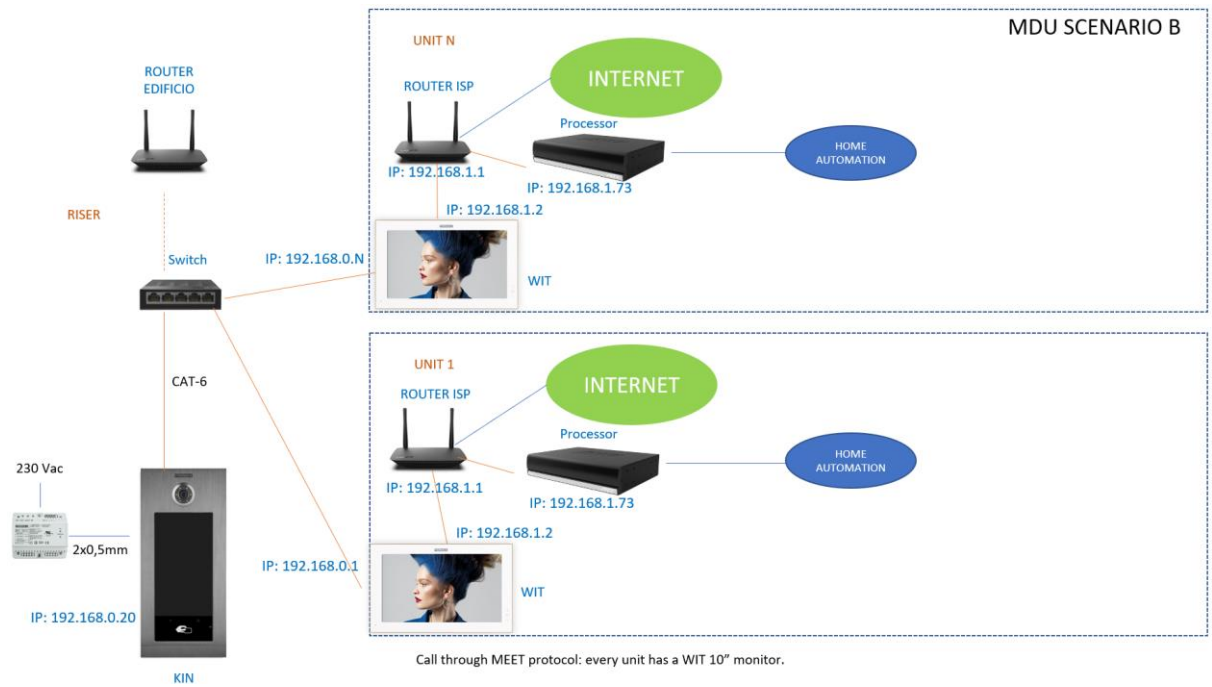 MDU SCENARIO B
UNIT N
INTERNET
ROUTER
EDIFICIO
ROUTER ISP
Processor
HOME
AUTOMATION
IP: 192.168.1.1
IP: 192.168.1.73
RISER
IP: 192.168.1.2
Switch
IP: 192.168.0.N
WIT
UNIT 1
INTERNET
CAT-6
ROUTER ISP
Processor
HOME
AUTOMATION
230 Vac
IP: 192.168.1.1
IP: 192.168.1.73
IP: 192.168.1.2
2x0,5mm
IP: 192.168.0.1
WIT
IP: 192.168.0.20
Call through MEET protocol: every unit has a WIT 10” monitor.
KIN